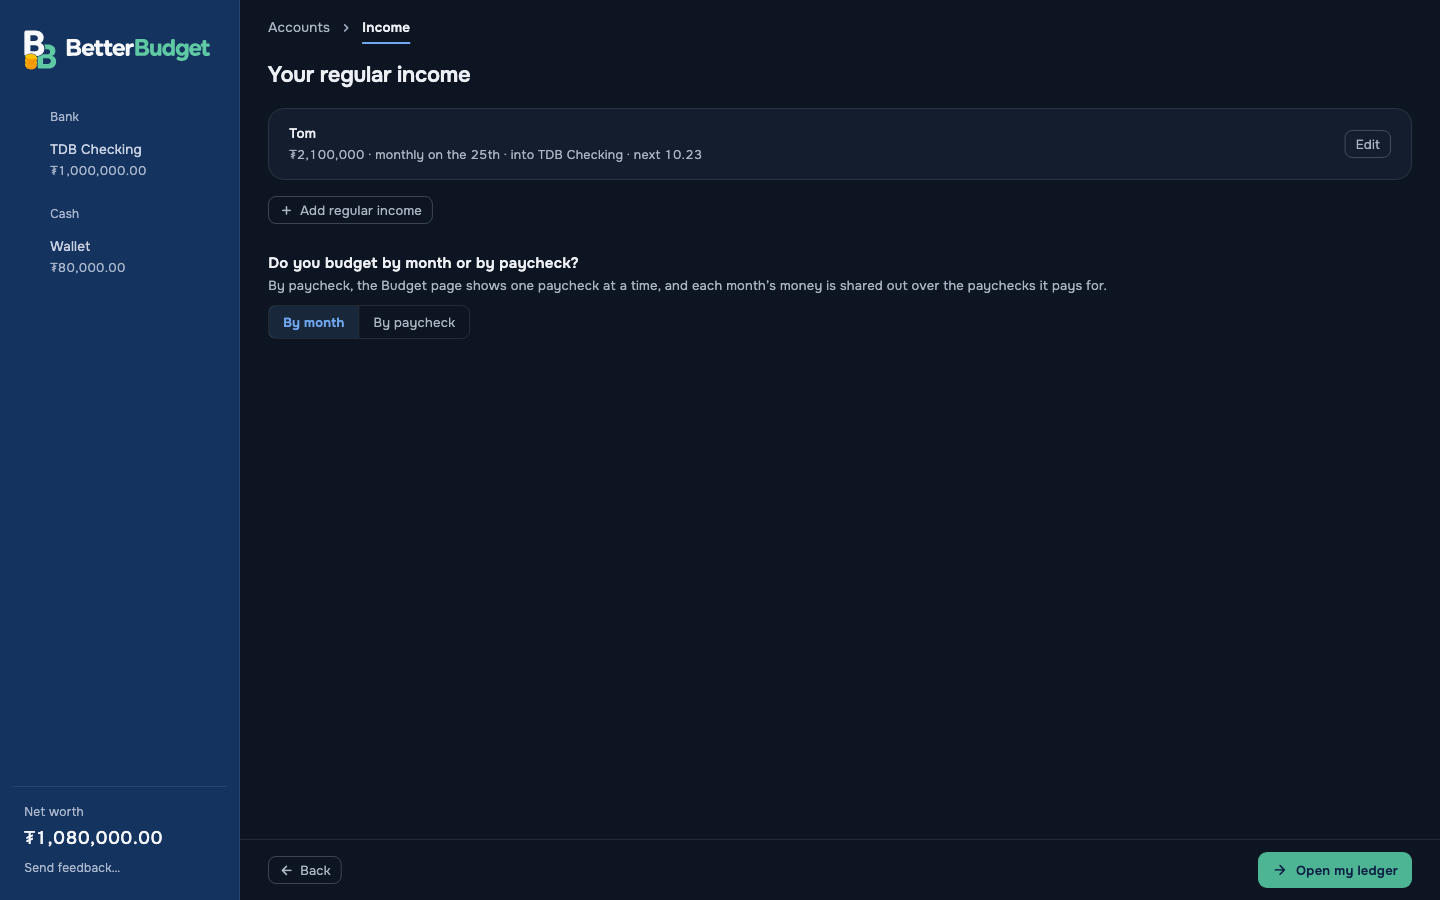 BetterBudget
Bank
TDB Checking
₮1,000,000.00
Cash
Wallet
₮80,000.00
Net worth
₮1,080,000.00
Send feedback...
Accounts > Income
Your regular income
Tom
₮2,100,000 · monthly on the 25th · into TDB Checking · next 10.23
Edit
+ Add regular income
Do you budget by month or by paycheck?
By paycheck, the Budget page shows one paycheck at a time, and each month's money is shared out over the paychecks it pays for.
By month By paycheck
← Back
→ Open my ledger